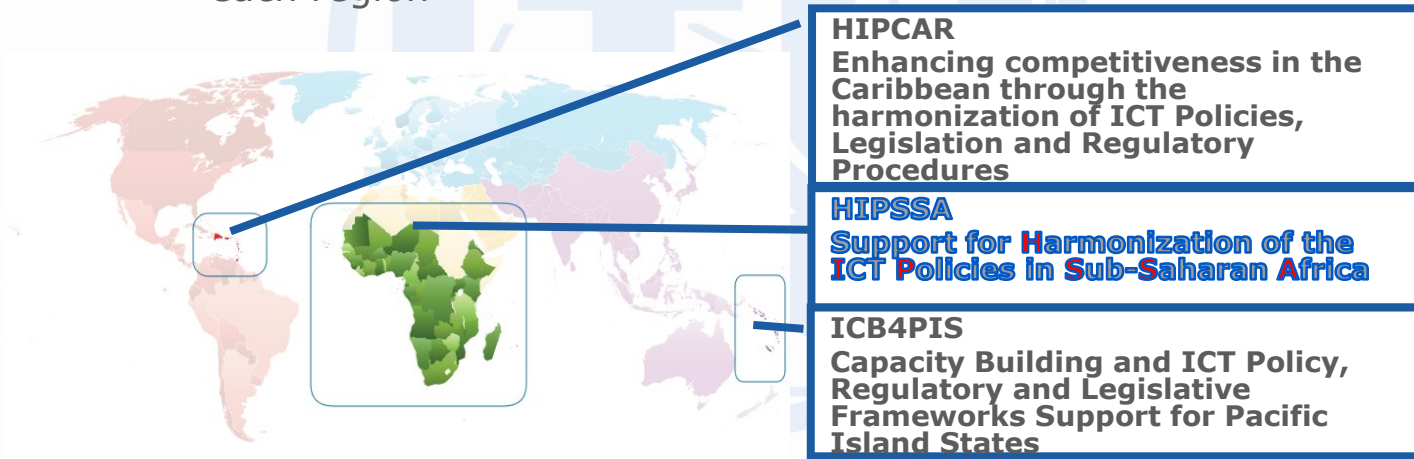 each region
HIPCAR
Enhancing competitiveness in the
Caribbean through the
harmonization of ICT Policies,
Legislation and Regulatory
Procedures
HIPSSA
Support for Harmonization of the
ICT Policies in Sub-Saharan Africa
ICB4PIS
Capacity Building and ICT Policy,
Regulatory and Legislative
Frameworks Support for Pacific
Island States